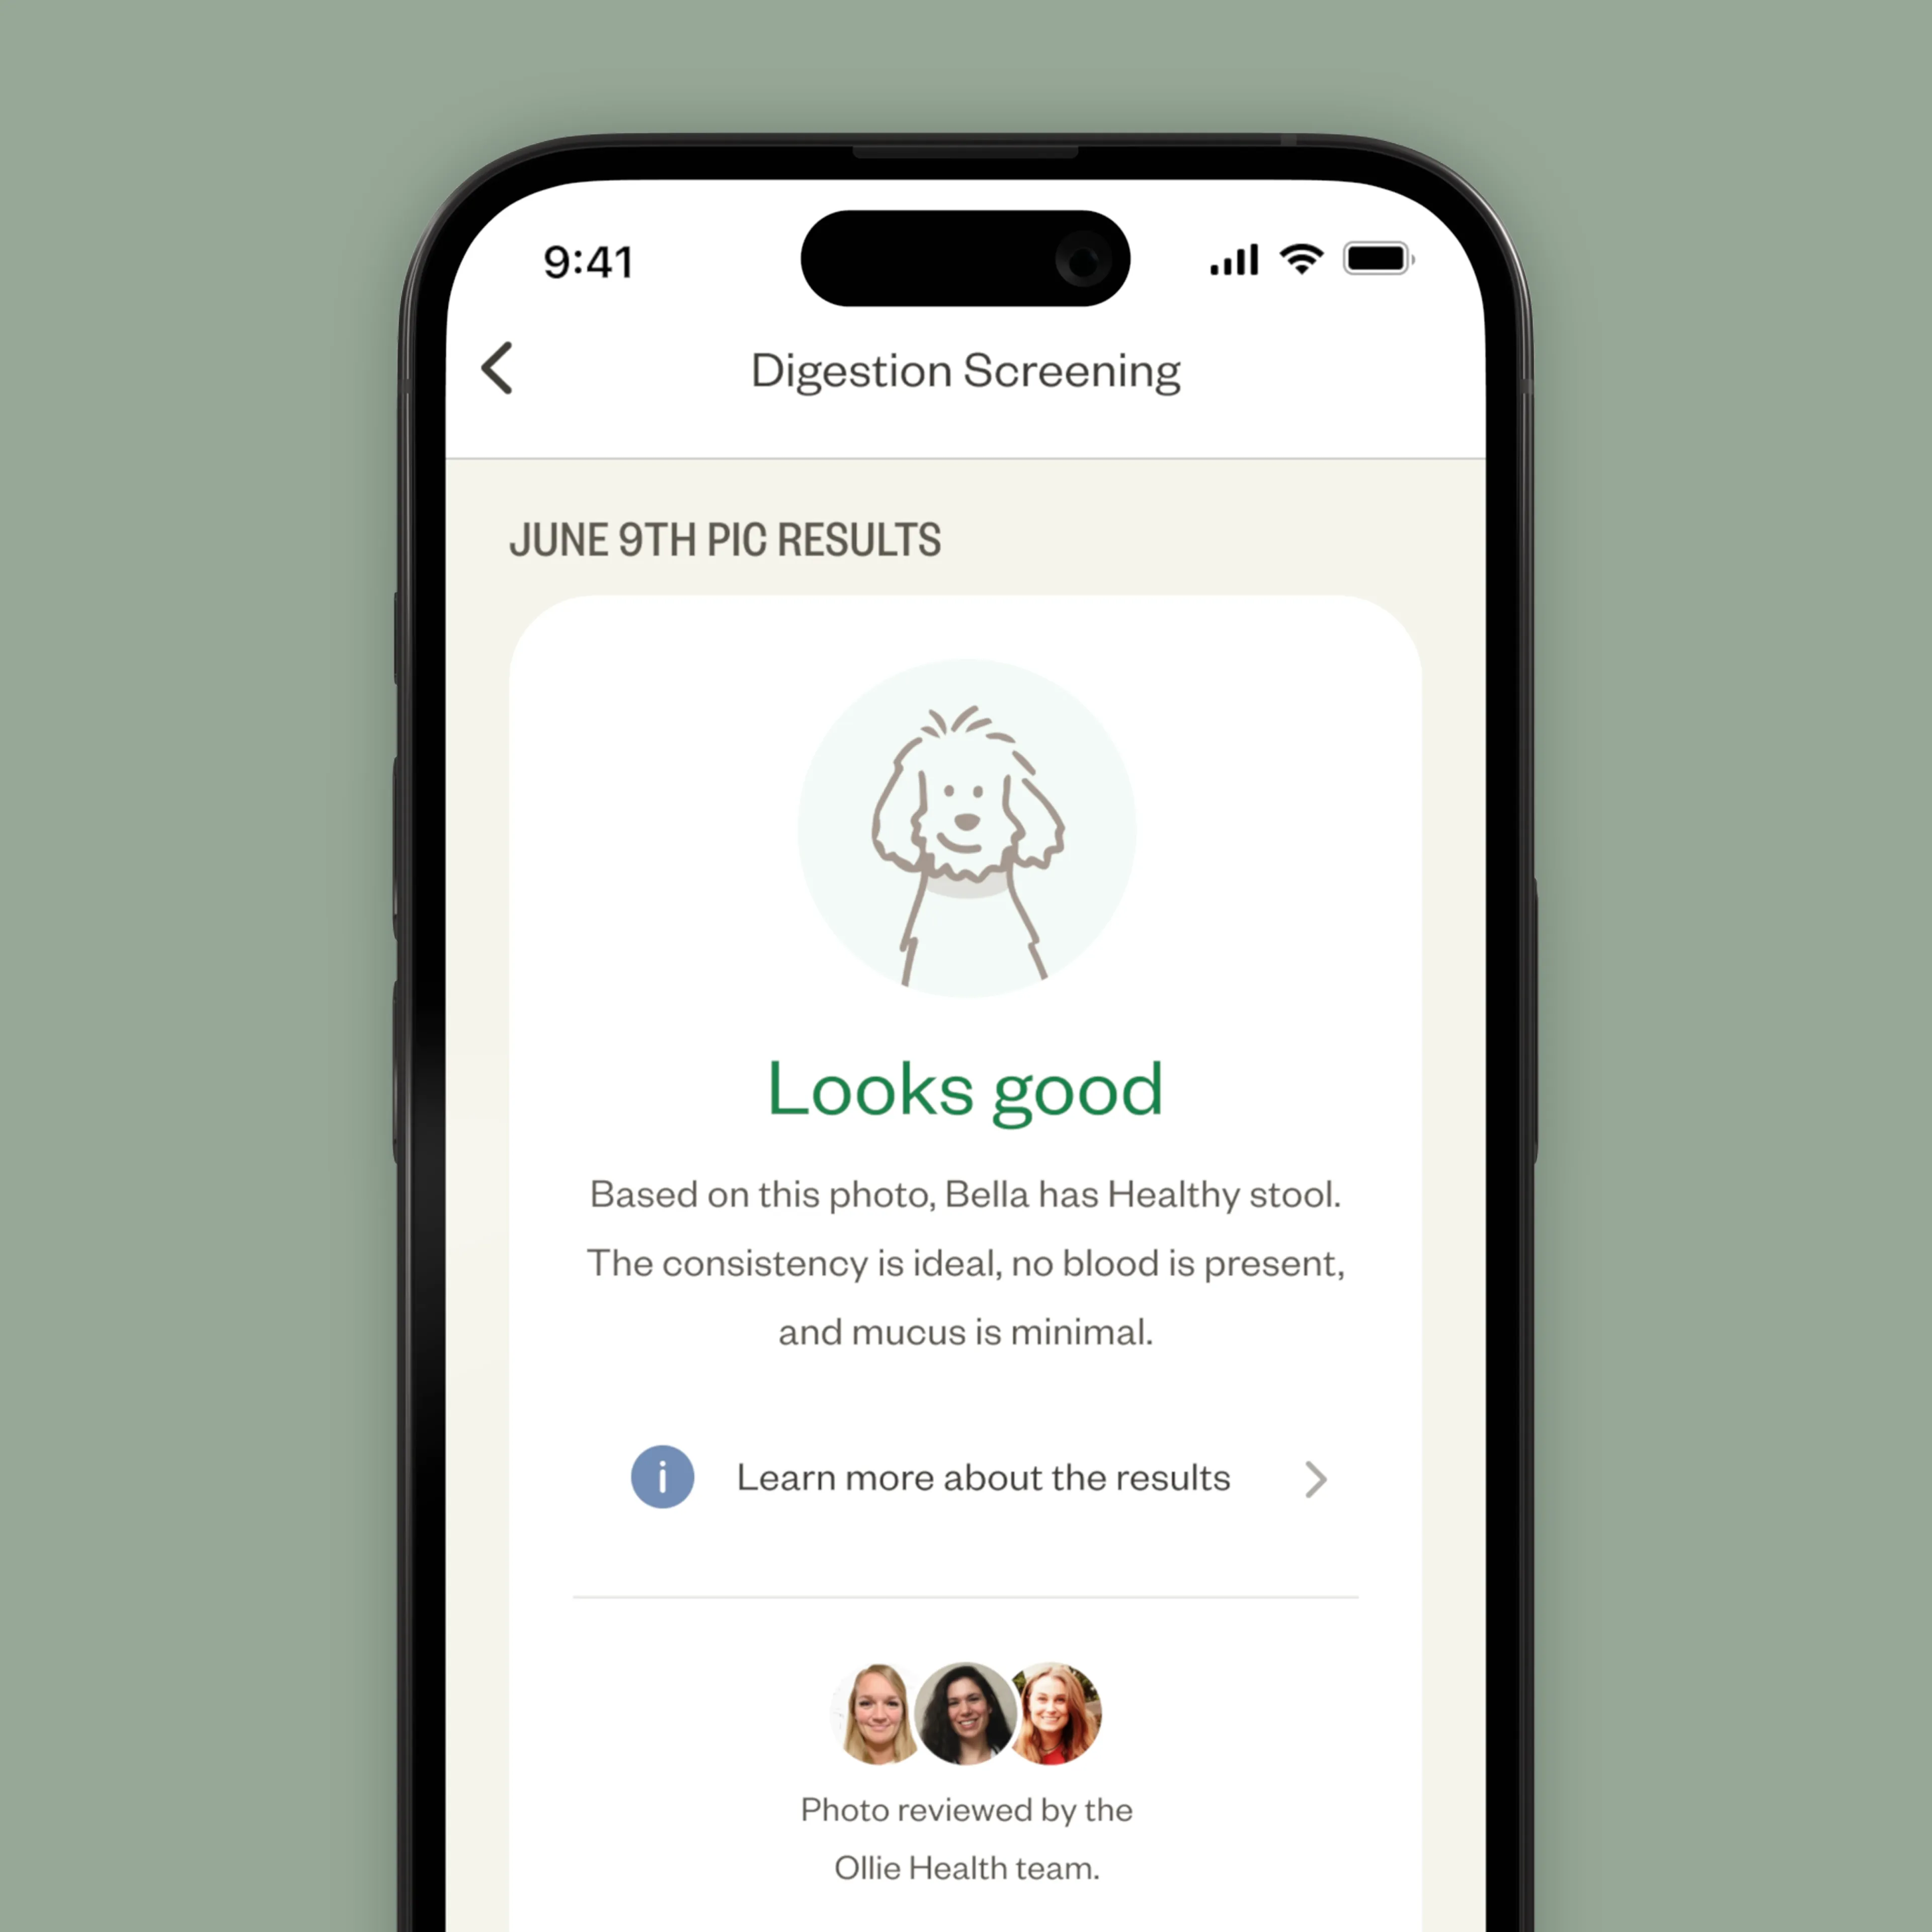 9:41
Digestion Screening
JUNE 9TH PIC RESULTS
Looks good
Based on this photo, Bella has Healthy stool.
The consistency is ideal, no blood is present,
and mucus is minimal.
i Learn more about the results
Photo reviewed by the
Ollie Health team.